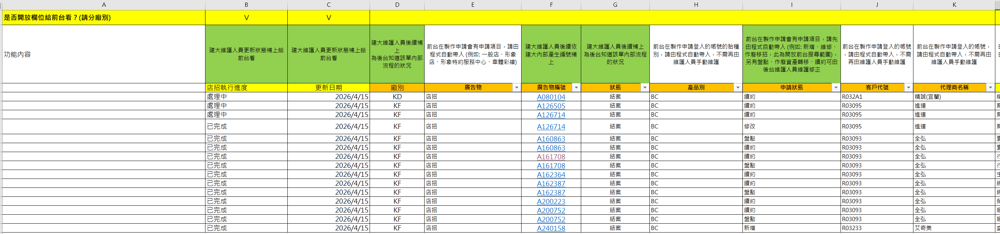 A B C D E F G H I J K
是否開放欄位給前台看？(請分廠別) V V
功能內容
建大維護人員更新狀態補上給
前台看
建大維護人員更新狀態補上給
前台看
建大維護人員後續補
上
為後台知道該單內部
流程的狀況
前台在製作申請會有申請項目，請由
程式自動帶入 (例如: 一般店、形象
店、形象特約服務中心、車體彩繪)
建大維護人員後續依
建大內部產生編號補
上
建大維護人員後續補上
為後台知道該單內部流程
的狀況
前台在製作申請登入的帳號的胎種
別，請由程式自動帶入，不需再由
維護人員手動維護
前台在製作申請會有申請項目，請先
由程式自動帶入 (例如: 新增、維修、
作廢移招，此為開放前台搜尋範圍)，
另有盤點、作廢資產轉移、續約可由
後台維護人員維護修正
前台在製作申請登入的帳號
，請由程式自動帶入，不需
再由維護人員手動維護
前台在製作申請登入的帳號，
請由程式自動帶入，不需再由
維護人員手動維護
店招執行進度 更新日期 廠別 廣告物 廣告物編號 狀態 產品別 申請狀態 客戶代號 代理商名稱
處理中 2026/4/15 KD 店招 A080104 結案 BC 續約 R032A1 精誠(宜蘭)
處理中 2026/4/15 KF 店招 A126505 結案 BC 續約 R03095 進達
處理中 2026/4/15 KF 店招 A126714 結案 BC 續約 R03095 進達
已完成 2026/4/15 KF 店招 A126714 結案 BC 修改 R03095 進達
已完成 2026/4/15 KF 店招 A160863 結案 BC 盤點 R03093 全弘
已完成 2026/4/15 KF 店招 A160863 結案 BC 續約 R03093 全弘
已完成 2026/4/15 KF 店招 A161708 結案 BC 續約 R03093 全弘
已完成 2026/4/15 KF 店招 A161708 結案 BC 盤點 R03093 全弘
已完成 2026/4/15 KF 店招 A162364 結案 BC 續約 R03093 全弘
已完成 2026/4/15 KF 店招 A162387 結案 BC 續約 R03093 全弘
已完成 2026/4/15 KF 店招 A162387 結案 BC 盤點 R03093 全弘
已完成 2026/4/15 KF 店招 A200223 結案 BC 續約 R03093 全弘
已完成 2026/4/15 KF 店招 A200752 結案 BC 續約 R03093 全弘
已完成 2026/4/15 KF 店招 A200752 結案 BC 盤點 R03093 全弘
已完成 2026/4/15 KF 店招 A240158 結案 BC 新增 R03233 艾奇美